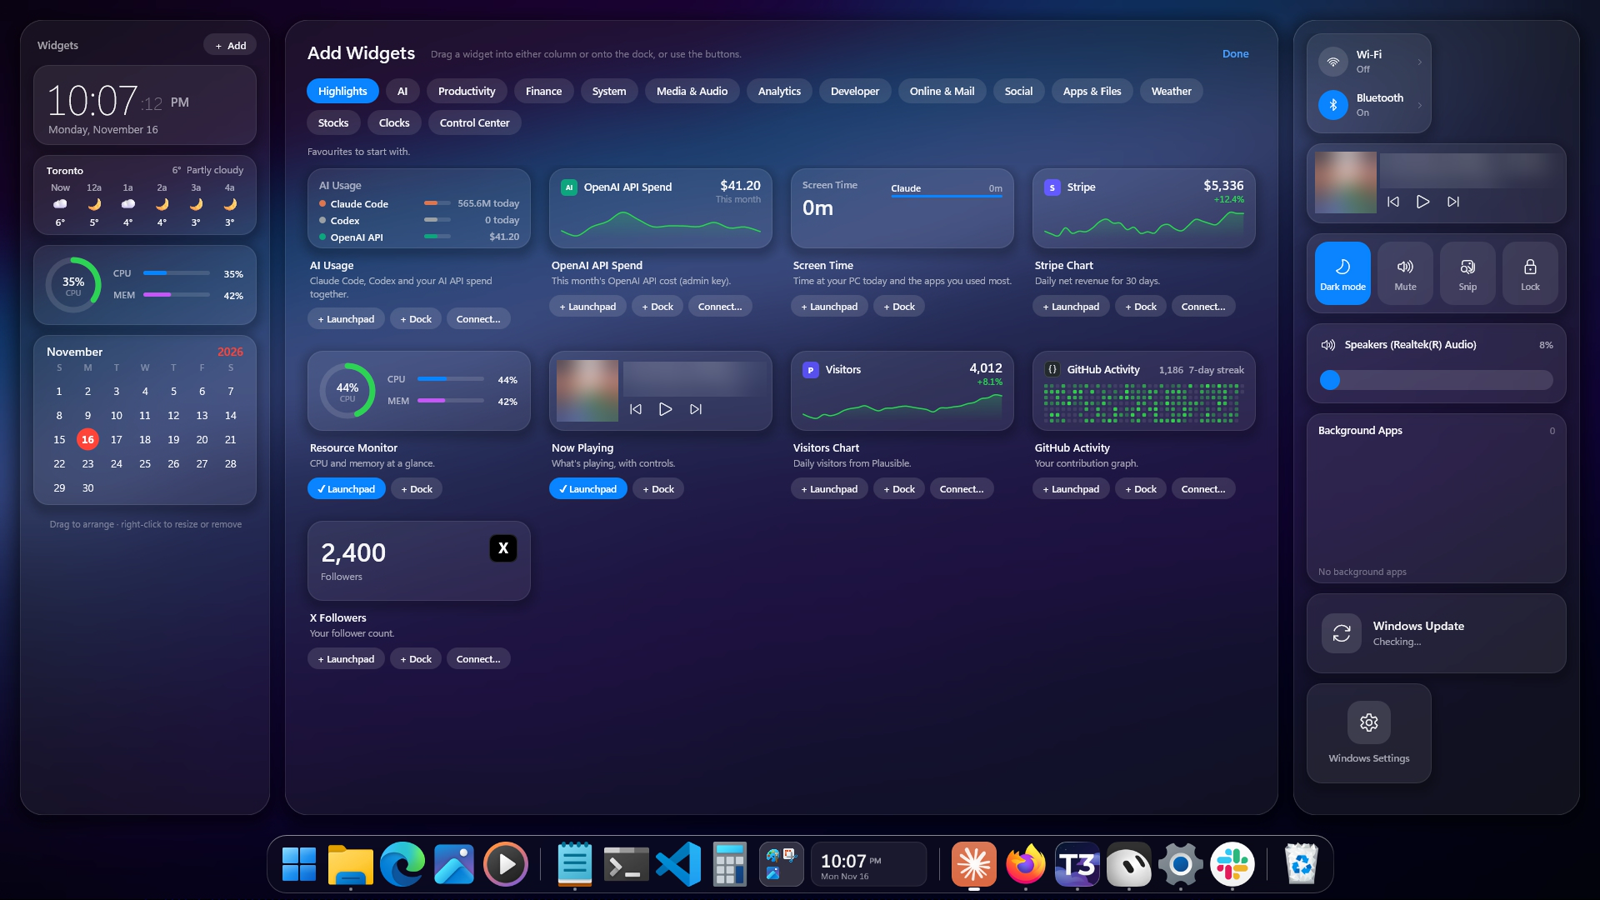 Widgets
+ Add
10:07:12 PM
Monday, November 16
Toronto 6° Partly cloudy
Now 12a 1a 2a 3a 4a
6° 5° 4° 4° 3° 3°
35%
CPU
CPU 35%
MEM 42%
November 2026
S M T W T F S
1 2 3 4 5 6 7
8 9 10 11 12 13 14
15 16 17 18 19 20 21
22 23 24 25 26 27 28
29 30
Drag to arrange · right-click to resize or remove
Add Widgets Drag a widget into either column or onto the dock, or use the buttons. Done
Highlights AI Productivity Finance System Media & Audio Analytics Developer Online & Mail Social Apps & Files Weather
Stocks Clocks Control Center
Favourites to start with.
AI Usage
Claude Code 565.6M today
Codex 0 today
OpenAI API $41.20
AI Usage
Claude Code, Codex and your AI API spend
together.
+ Launchpad + Dock Connect...
AI OpenAI API Spend $41.20
This month
OpenAI API Spend
This month's OpenAI API cost (admin key).
+ Launchpad + Dock Connect...
Screen Time Claude 0m
0m
Screen Time
Time at your PC today and the apps you used most.
+ Launchpad + Dock
S Stripe $5,336
+12.4%
Stripe Chart
Daily net revenue for 30 days.
+ Launchpad + Dock Connect...
44%
CPU
CPU 44%
MEM 42%
Resource Monitor
CPU and memory at a glance.
✓ Launchpad + Dock
Now Playing
What's playing, with controls.
✓ Launchpad + Dock
P Visitors 4,012
+8.1%
Visitors Chart
Daily visitors from Plausible.
+ Launchpad + Dock Connect...
GitHub Activity 1,186 7-day streak
GitHub Activity
Your contribution graph.
+ Launchpad + Dock Connect...
2,400 X
Followers
X Followers
Your follower count.
+ Launchpad + Dock Connect...
Wi-Fi
Off
Bluetooth
On
Dark mode Mute Snip Lock
Speakers (Realtek(R) Audio) 8%
Background Apps 0
No background apps
Windows Update
Checking...
Windows Settings
10:07 PM
Mon Nov 16
T3